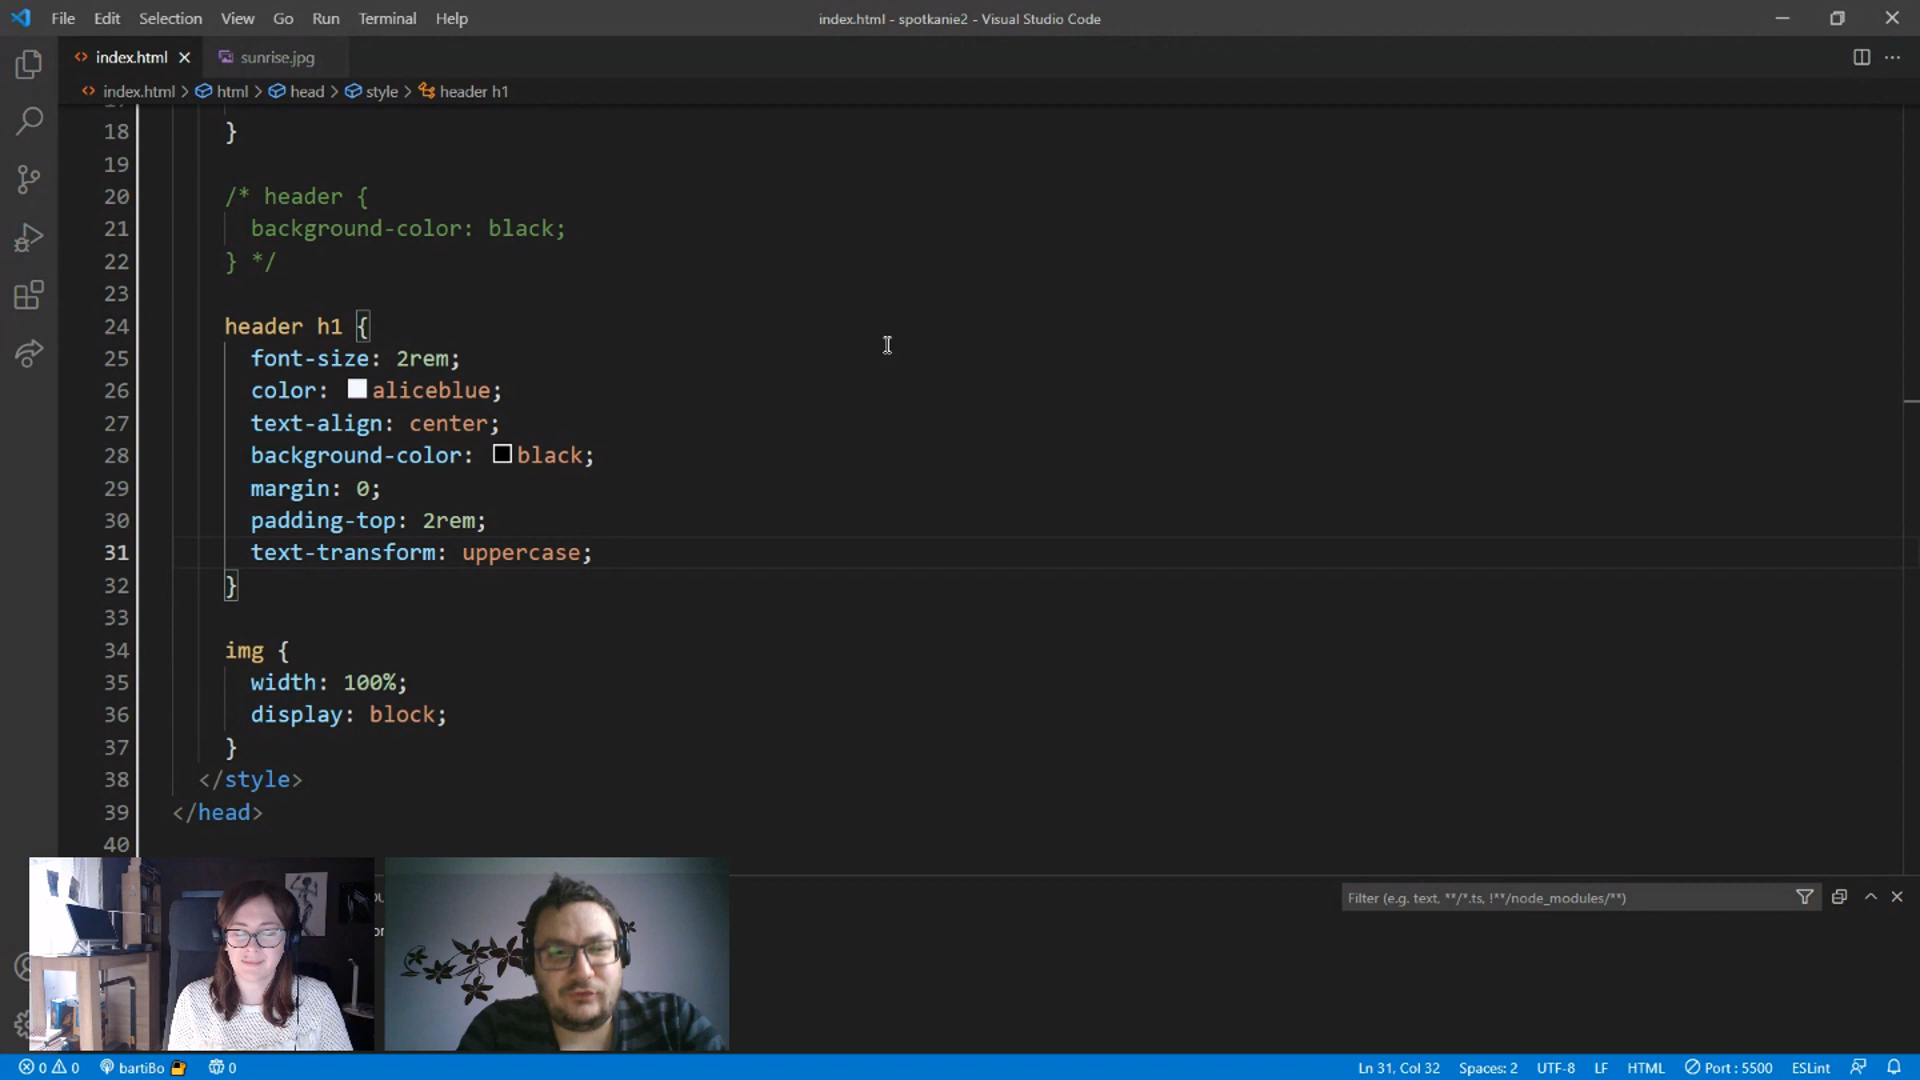 File Edit Selection View Go Run Terminal Help
index.html - spotkanie2 - Visual Studio Code
index.html
sunrise.jpg
index.html > html > head > style > header h1
18 }
19
20 /* header {
21 background-color: black;
22 } */
23
24 header h1 {
25 font-size: 2rem;
26 color: aliceblue;
27 text-align: center;
28 background-color: black;
29 margin: 0;
30 padding-top: 2rem;
31 text-transform: uppercase;
32 }
33
34 img {
35 width: 100%;
36 display: block;
37 }
38 </style>
39 </head>
40
Filter (e.g. text, **/*.ts, !**/node_modules/**)
0 0 bartiBo 0
Ln 31, Col 32 Spaces: 2 UTF-8 LF HTML Port : 5500 ESLint